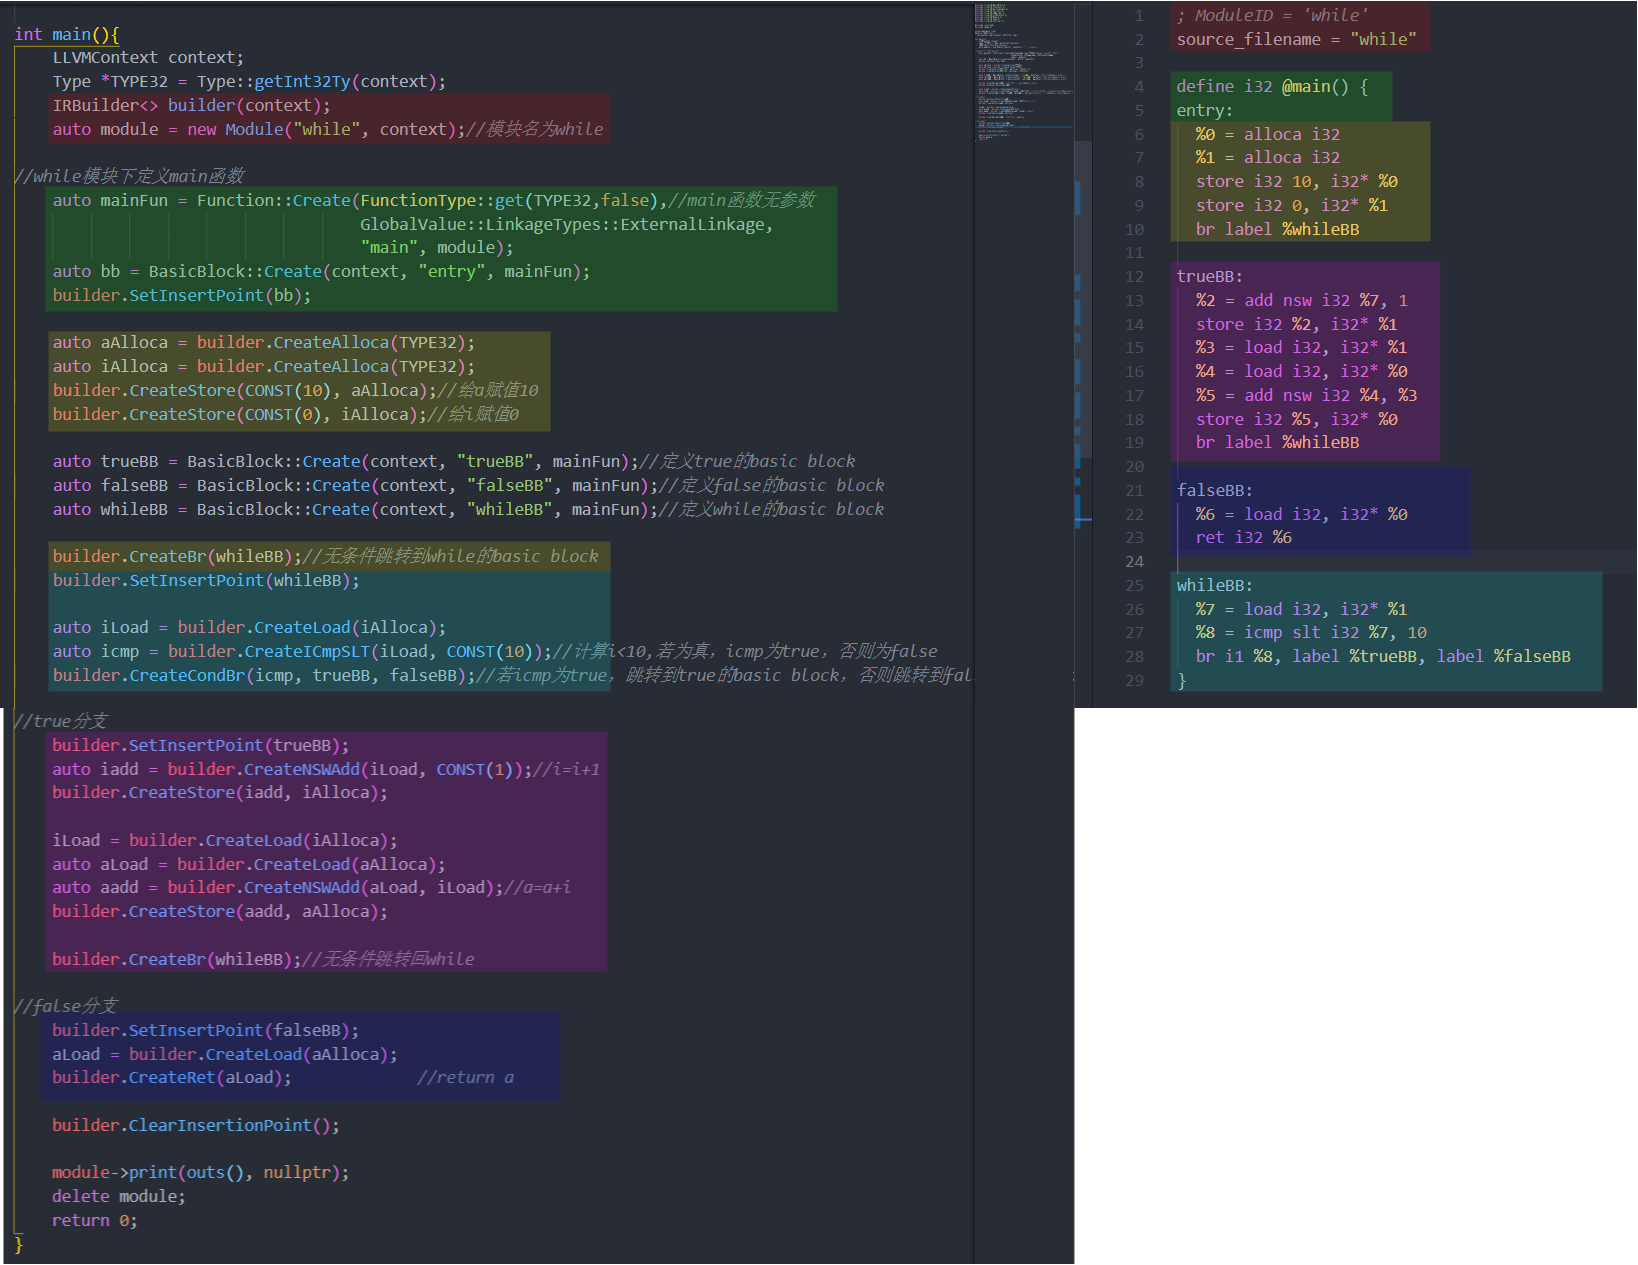 int main(){
    LLVMContext context;
    Type *TYPE32 = Type::getInt32Ty(context);
    IRBuilder<> builder(context);
    auto module = new Module("while", context);//模块名为while

//while模块下定义main函数
    auto mainFun = Function::Create(FunctionType::get(TYPE32,false),//main函数无参数
                                    GlobalValue::LinkageTypes::ExternalLinkage,
                                    "main", module);
    auto bb = BasicBlock::Create(context, "entry", mainFun);
    builder.SetInsertPoint(bb);

    auto aAlloca = builder.CreateAlloca(TYPE32);
    auto iAlloca = builder.CreateAlloca(TYPE32);
    builder.CreateStore(CONST(10), aAlloca);//给a赋值10
    builder.CreateStore(CONST(0), iAlloca);//给i赋值0

    auto trueBB = BasicBlock::Create(context, "trueBB", mainFun);//定义true的basic block
    auto falseBB = BasicBlock::Create(context, "falseBB", mainFun);//定义false的basic block
    auto whileBB = BasicBlock::Create(context, "whileBB", mainFun);//定义while的basic block

    builder.CreateBr(whileBB);//无条件跳转到while的basic block
    builder.SetInsertPoint(whileBB);

    auto iLoad = builder.CreateLoad(iAlloca);
    auto icmp = builder.CreateICmpSLT(iLoad, CONST(10));//计算i<10,若为真，icmp为true，否则为false
    builder.CreateCondBr(icmp, trueBB, falseBB);//若icmp为true，跳转到true的basic block，否则跳转到fal

//true分支
    builder.SetInsertPoint(trueBB);
    auto iadd = builder.CreateNSWAdd(iLoad, CONST(1));//i=i+1
    builder.CreateStore(iadd, iAlloca);

    iLoad = builder.CreateLoad(iAlloca);
    auto aLoad = builder.CreateLoad(aAlloca);
    auto aadd = builder.CreateNSWAdd(aLoad, iLoad);//a=a+i
    builder.CreateStore(aadd, aAlloca);

    builder.CreateBr(whileBB);//无条件跳转回while

//false分支
    builder.SetInsertPoint(falseBB);
    aLoad = builder.CreateLoad(aAlloca);
    builder.CreateRet(aLoad);             //return a

    builder.ClearInsertionPoint();

    module->print(outs(), nullptr);
    delete module;
    return 0;
}
1 ; ModuleID = 'while'
2 source_filename = "while"
3
4 define i32 @main() {
5 entry:
6   %0 = alloca i32
7   %1 = alloca i32
8   store i32 10, i32* %0
9   store i32 0, i32* %1
10   br label %whileBB
11
12 trueBB:
13   %2 = add nsw i32 %7, 1
14   store i32 %2, i32* %1
15   %3 = load i32, i32* %1
16   %4 = load i32, i32* %0
17   %5 = add nsw i32 %4, %3
18   store i32 %5, i32* %0
19   br label %whileBB
20
21 falseBB:
22   %6 = load i32, i32* %0
23   ret i32 %6
24
25 whileBB:
26   %7 = load i32, i32* %1
27   %8 = icmp slt i32 %7, 10
28   br i1 %8, label %trueBB, label %falseBB
29 }